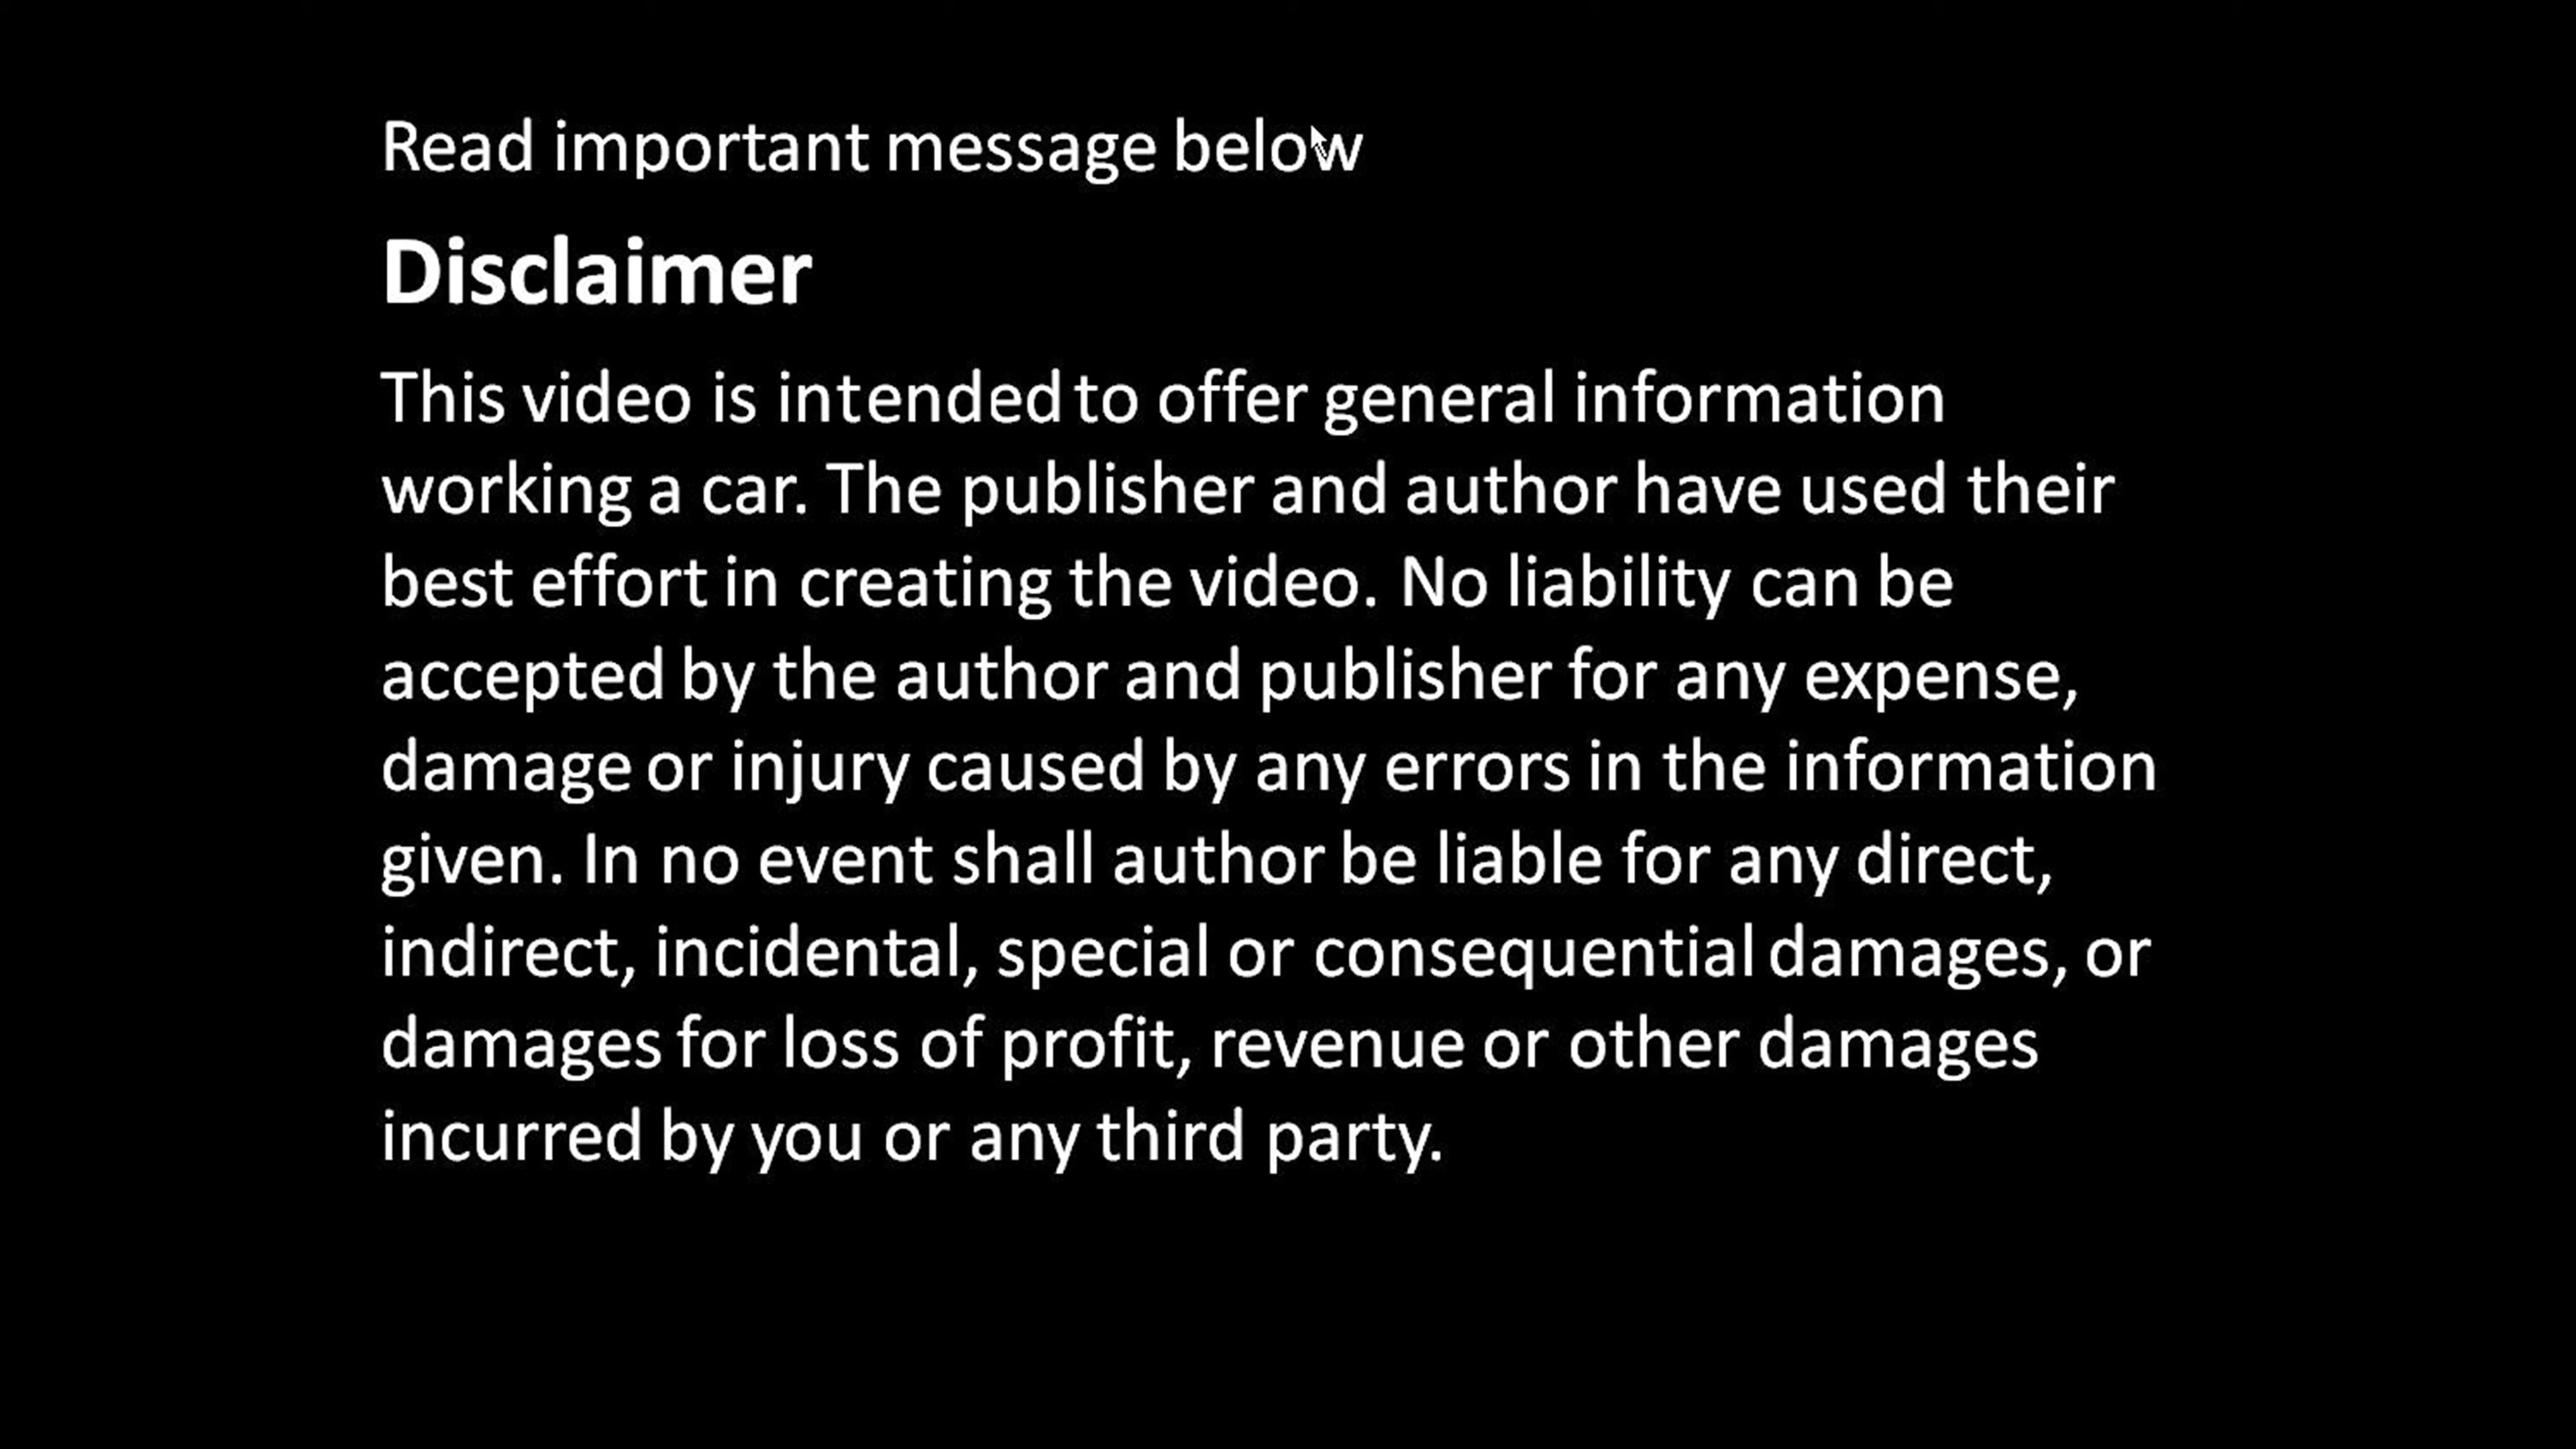 Read important message below
Disclaimer
This video is intended to offer general information
working a car. The publisher and author have used their
best effort in creating the video. No liability can be
accepted by the author and publisher for any expense,
damage or injury caused by any errors in the information
given. In no event shall author be liable for any direct,
indirect, incidental, special or consequential damages, or
damages for loss of profit, revenue or other damages
incurred by you or any third party.